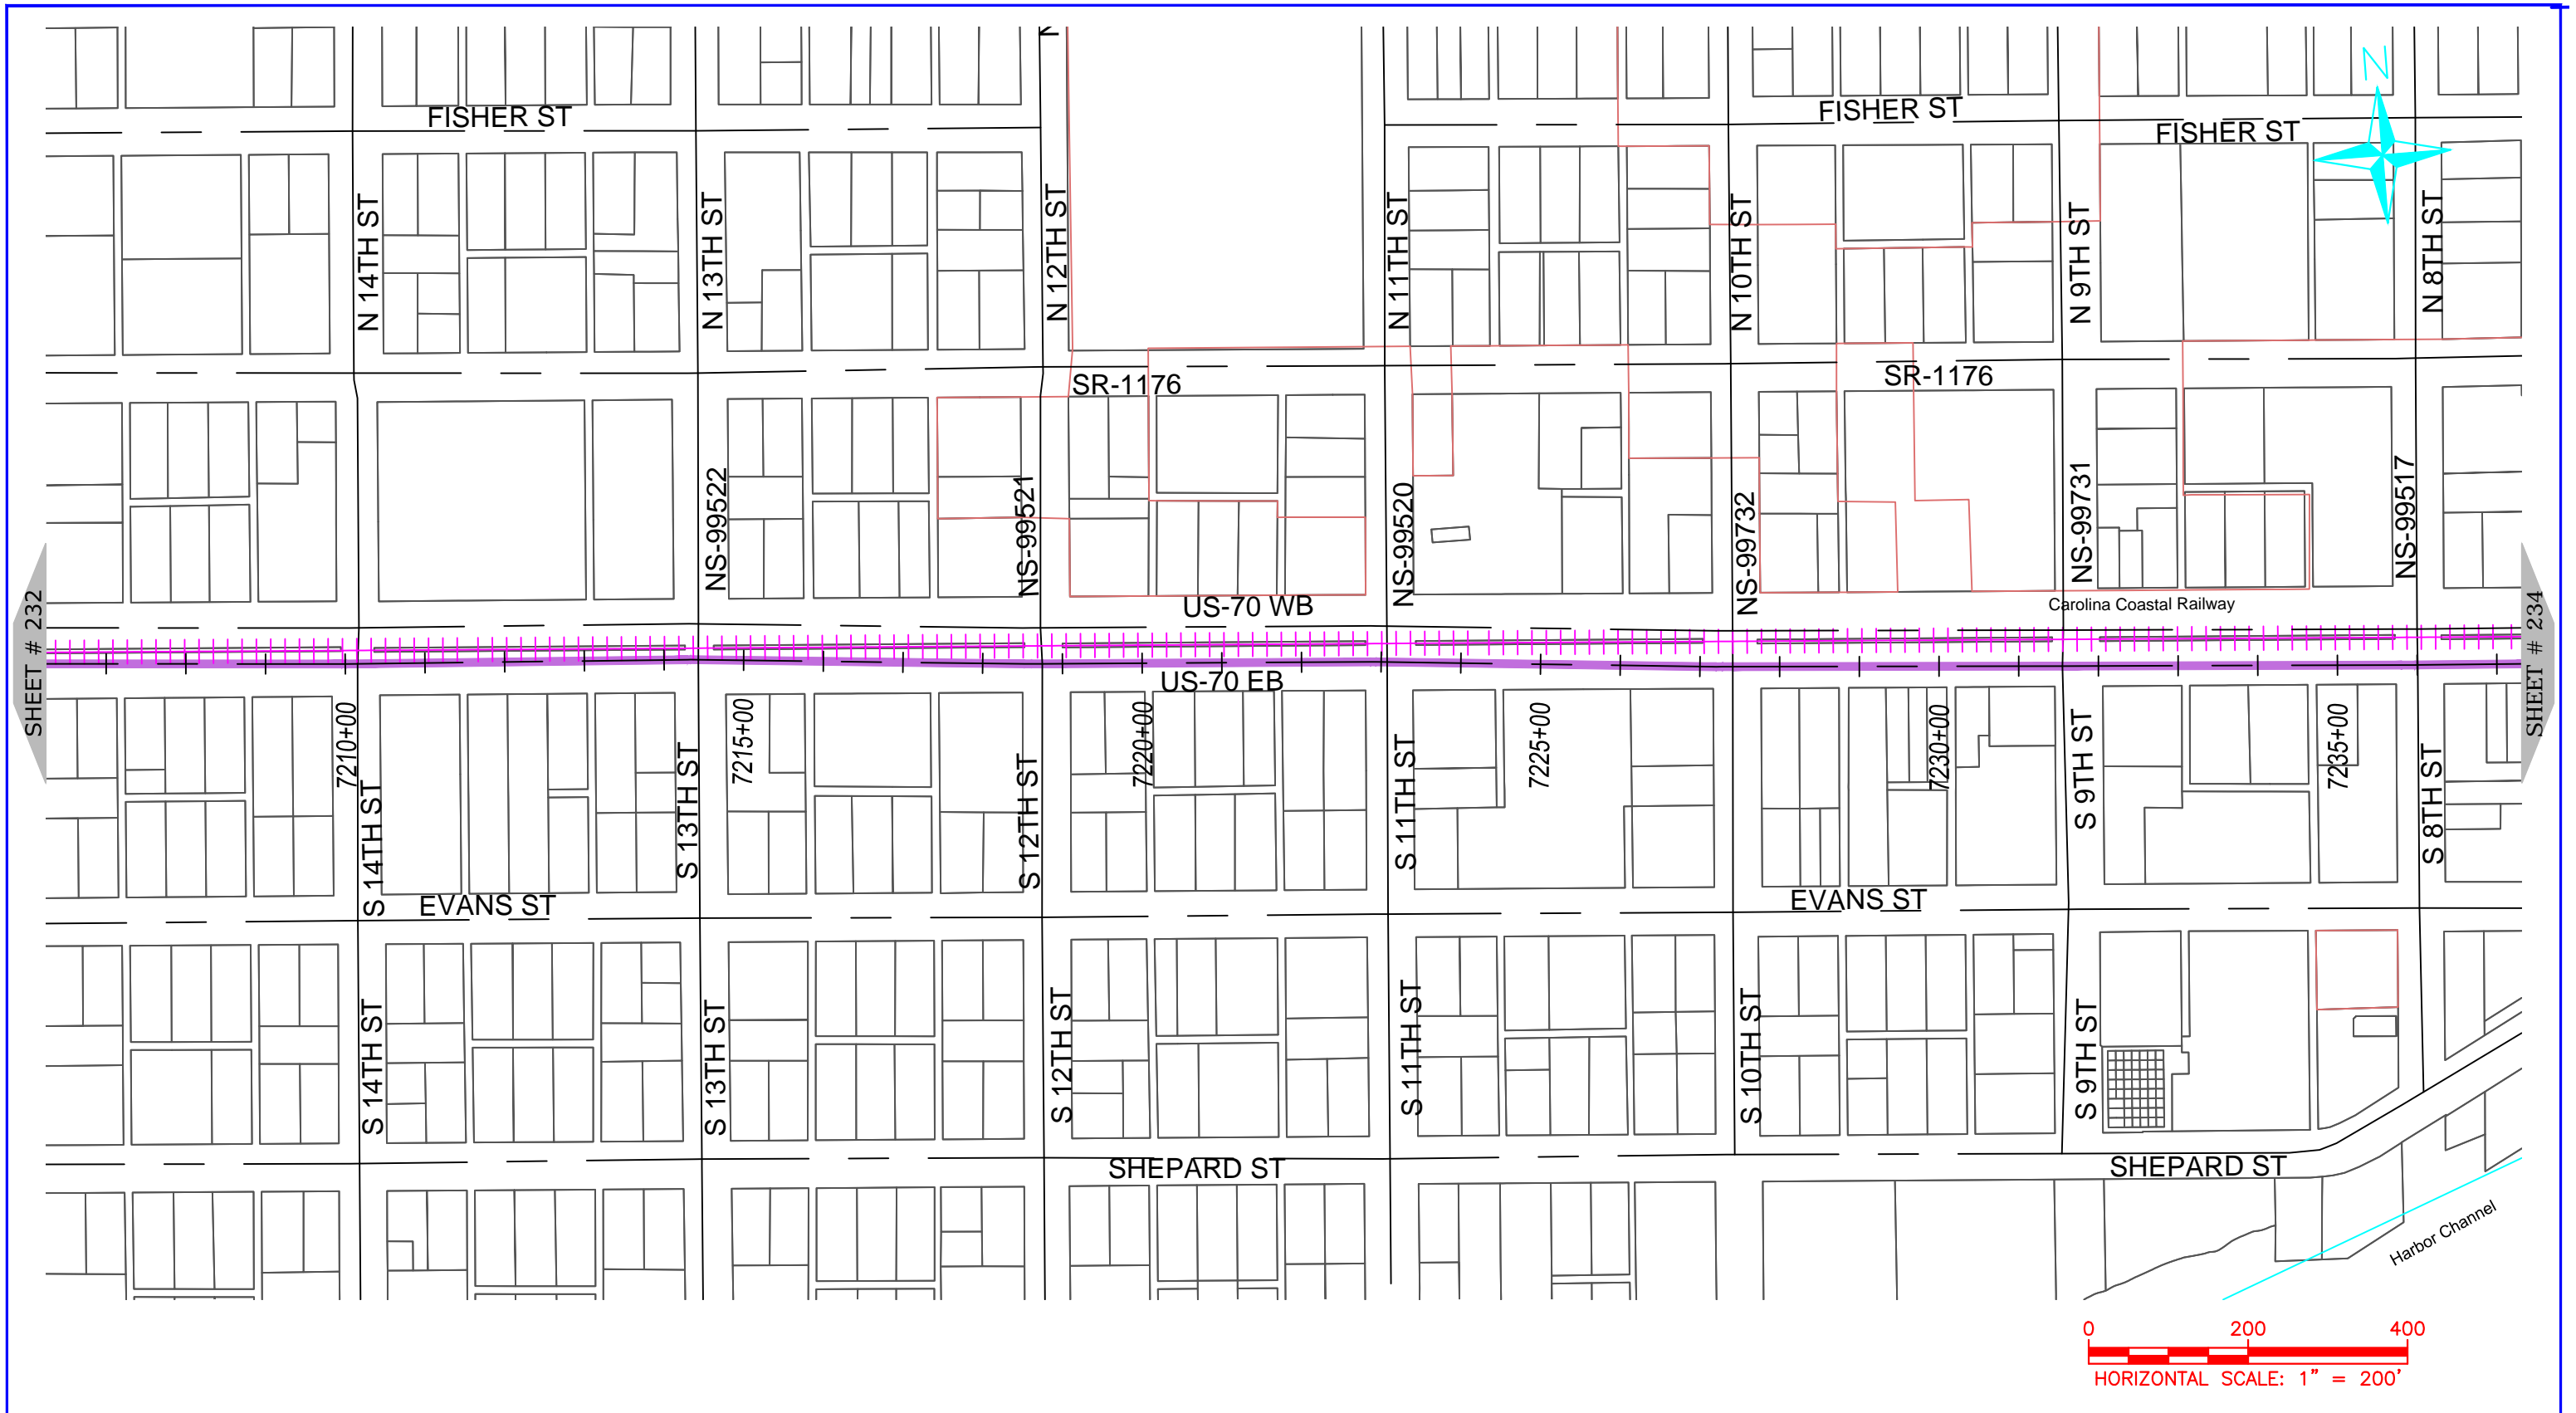 N
FISHER ST
FISHER ST
FISHER ST
N
N 14TH ST
N 13TH ST
N 12TH ST
N 11TH ST
N 10TH ST
N 9TH ST
N 8TH ST
SR-1176
SR-1176
NS-99522
NS-99521
NS-99520
NS-99732
NS-99731
NS-99517
US-70 WB
Carolina Coastal Railway
SHEET # 232
SHEET # 234
US-70 EB
7210+00
7215+00
7220+00
7225+00
7230+00
7235+00
S 14TH ST
S 13TH ST
S 12TH ST
S 11TH ST
S 9TH ST
S 8TH ST
EVANS ST
EVANS ST
S 14TH ST
S 13TH ST
S 12TH ST
S 11TH ST
S 10TH ST
S 9TH ST
SHEPARD ST
SHEPARD ST
Harbor Channel
0 200 400
HORIZONTAL SCALE: 1" = 200'